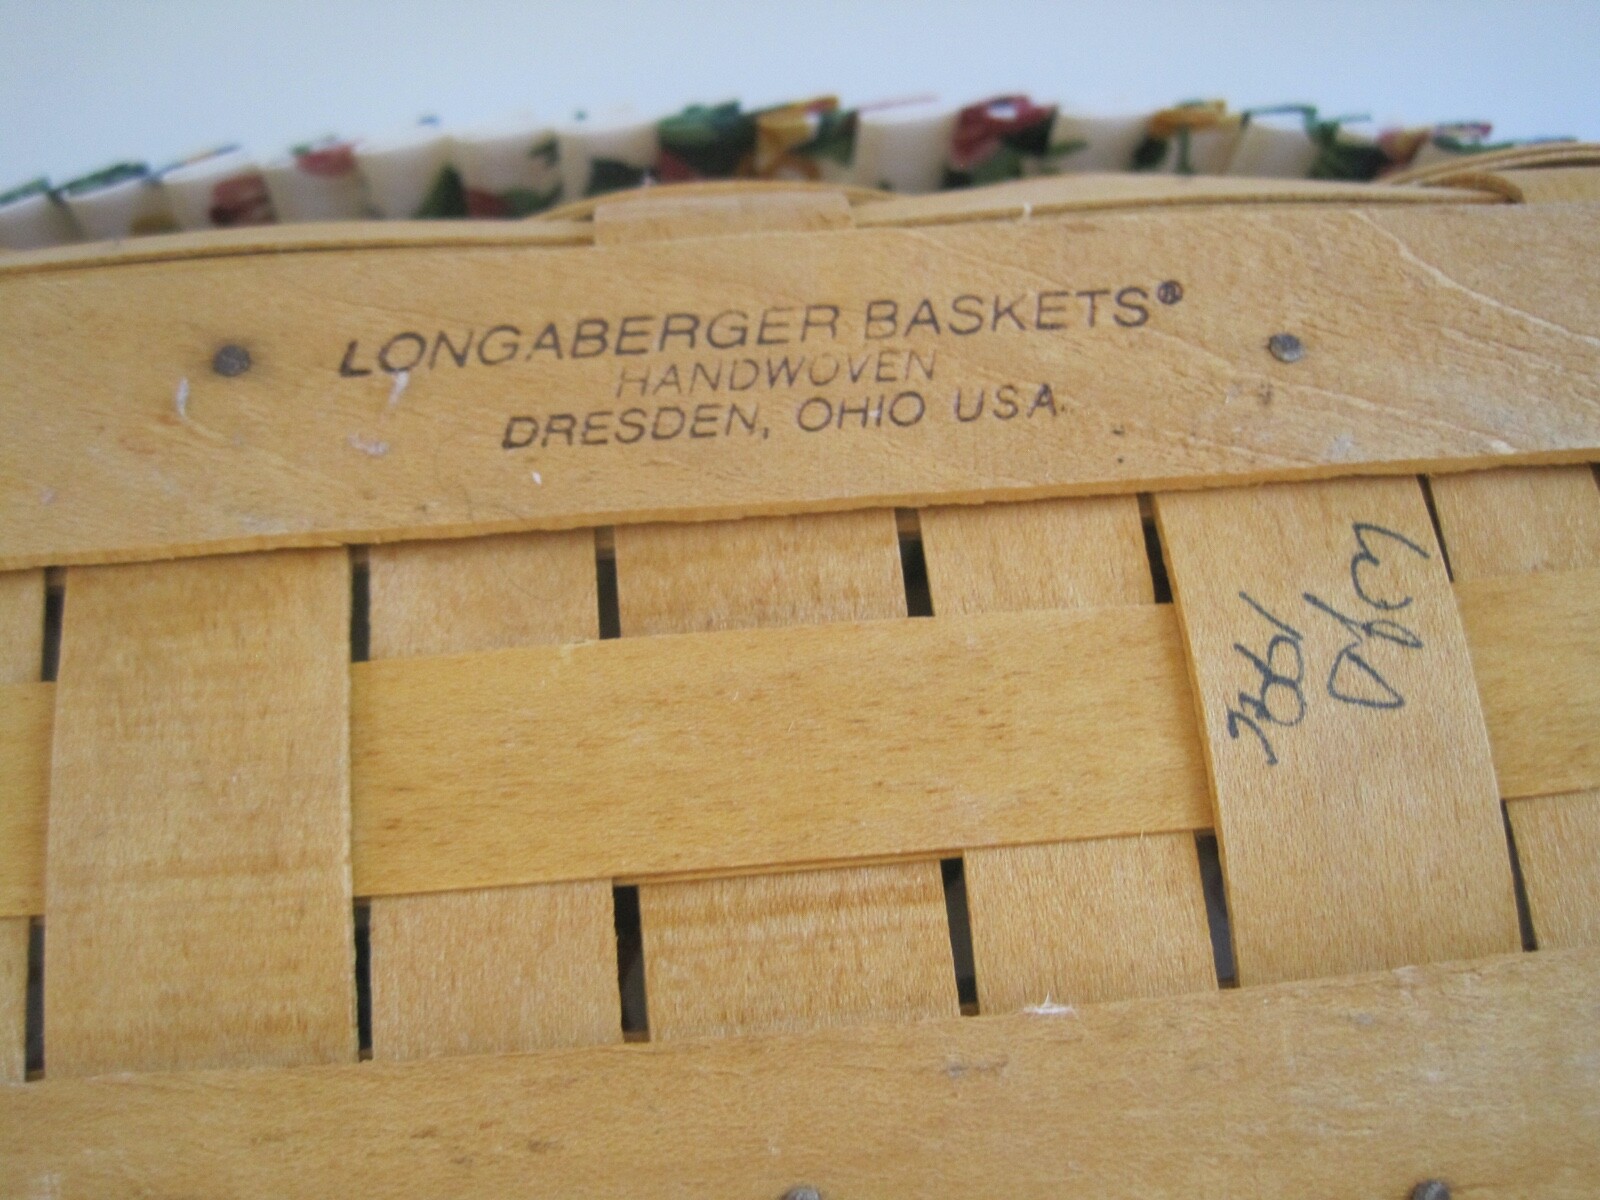 LONGABERGER BASKETS®
HANDWOVEN
DRESDEN, OHIO USA